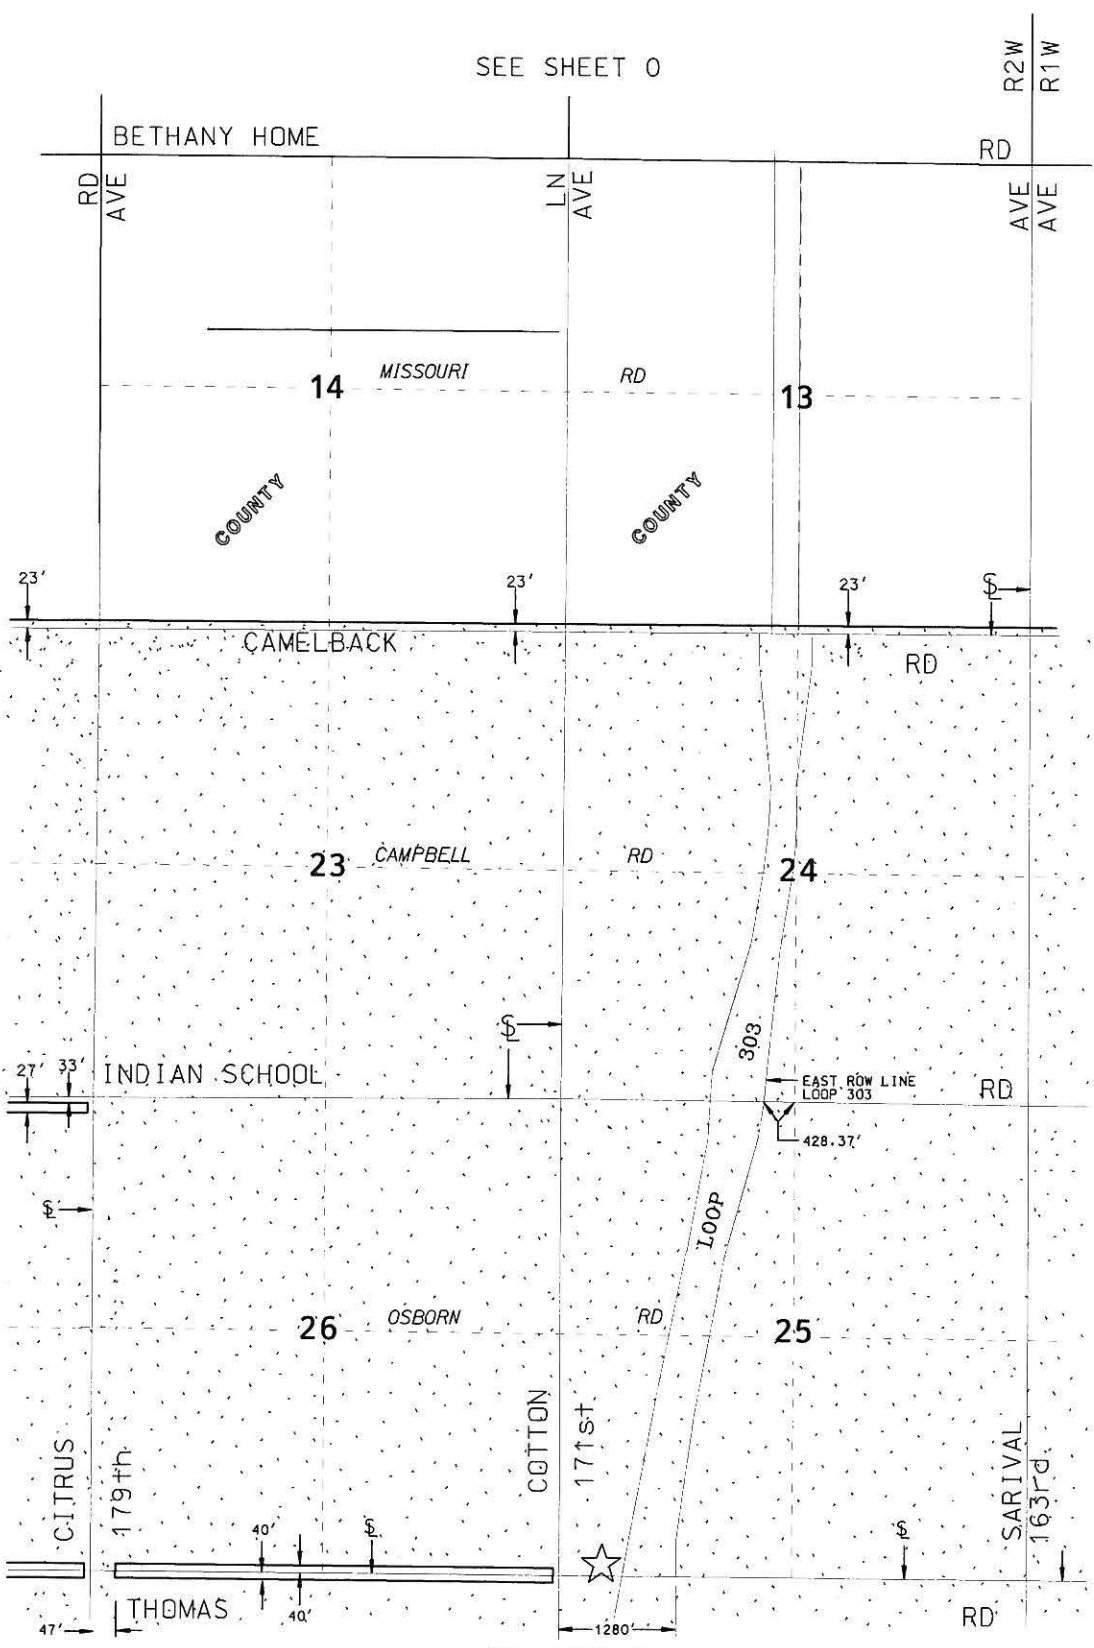 SEE SHEET O
R2W
R1W
BETHANY HOME
RD
RD
AVE
LN
AVE
AVE
AVE
MISSOURI
RD
14
13
COUNTY
COUNTY
23'
23'
23'
℄
CAMELBACK
RD
CAMPBELL
RD
23
24
℄
303
27'
33'
INDIAN SCHOOL
EAST ROW LINE
LOOP 303
RD
428.37'
℄
LOOP
OSBORN
RD
26
25
CITRUS
179th
COTTON
171st
SARIVAL
163rd
40'
℄
℄
THOMAS
40'
47'
1280'
RD